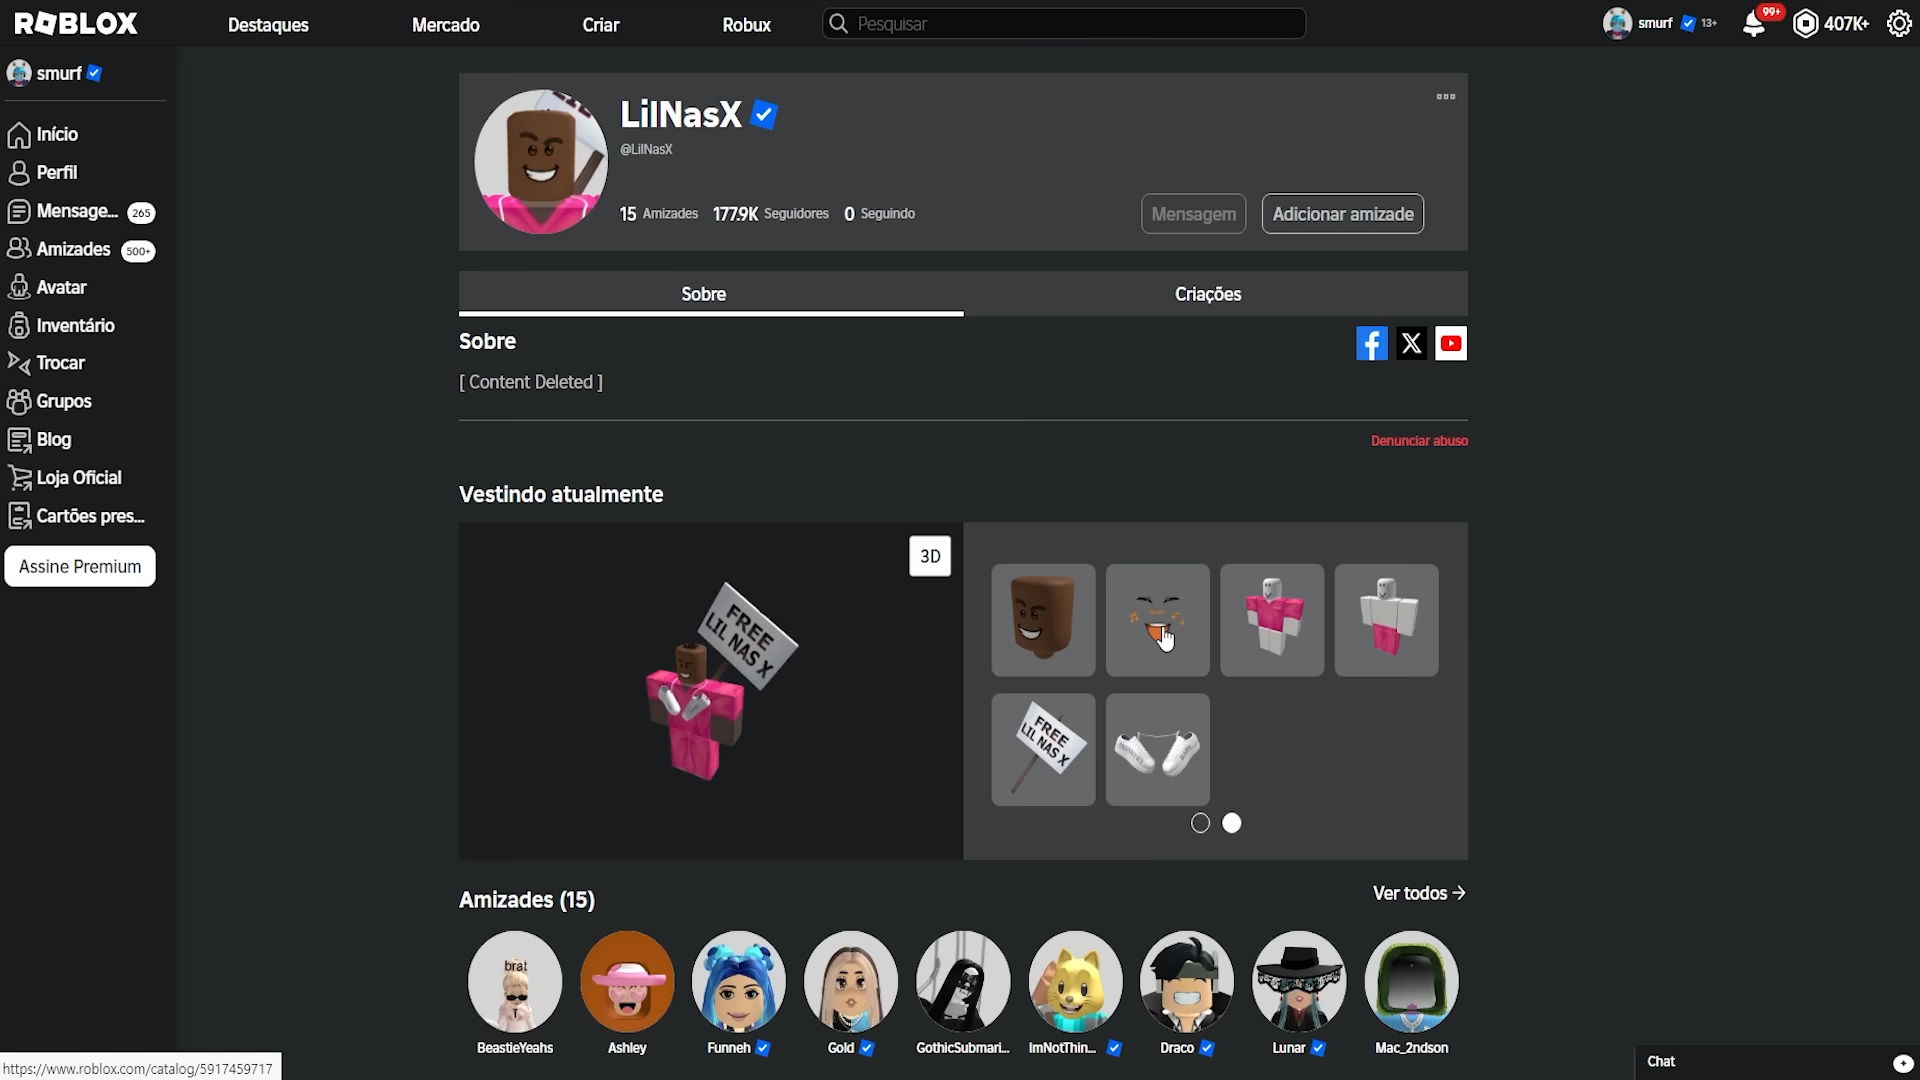 ROBLOX
Destaques
Mercado
Criar
Robux
Pesquisar
smurf
13+
99+
407K+
smurf
Início
Perfil
Mensage...
265
Amizades
500+
Avatar
Inventário
Trocar
Grupos
Blog
Loja Oficial
Cartões pres...
Assine Premium
LilNasX
@LilNasX
15 Amizades 177.9K Seguidores 0 Seguindo
Mensagem
Adicionar amizade
Sobre
Criações
Sobre
[ Content Deleted ]
Denunciar abuso
Vestindo atualmente
3D
FREE
LIL NAS X
FREE
LIL NAS X
Amizades (15)
Ver todos
brat
BeastieYeahs
Ashley
Funneh
Gold
GothicSubmari...
ImNotThin...
Draco
Lunar
Mac_2ndson
https://www.roblox.com/catalog/5917459717
Chat